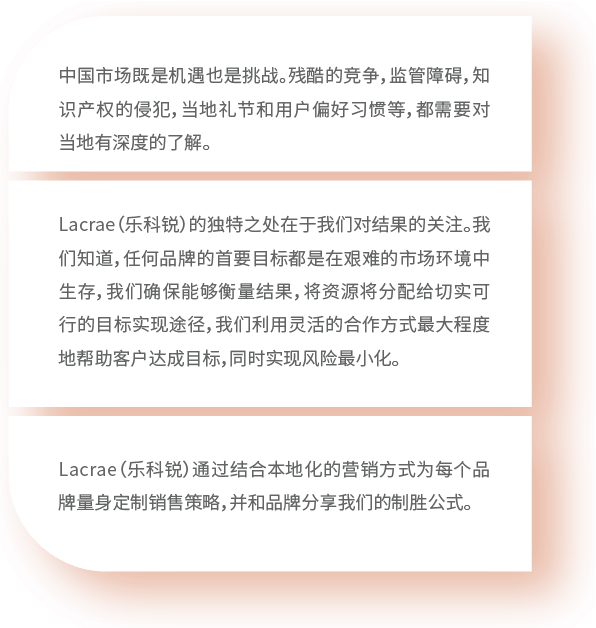 中国市场既是机遇也是挑战。残酷的竞争，监管障碍，知
识产权的侵犯，当地礼节和用户偏好习惯等，都需要对
当地有深度的了解。
Lacrae（乐科锐）的独特之处在于我们对结果的关注。我
们知道，任何品牌的首要目标都是在艰难的市场环境中
生存，我们确保能够衡量结果，将资源将分配给切实可
行的目标实现途径，我们利用灵活的合作方式最大程度
地帮助客户达成目标，同时实现风险最小化。
Lacrae（乐科锐）通过结合本地化的营销方式为每个品
牌量身定制销售策略，并和品牌分享我们的制胜公式。